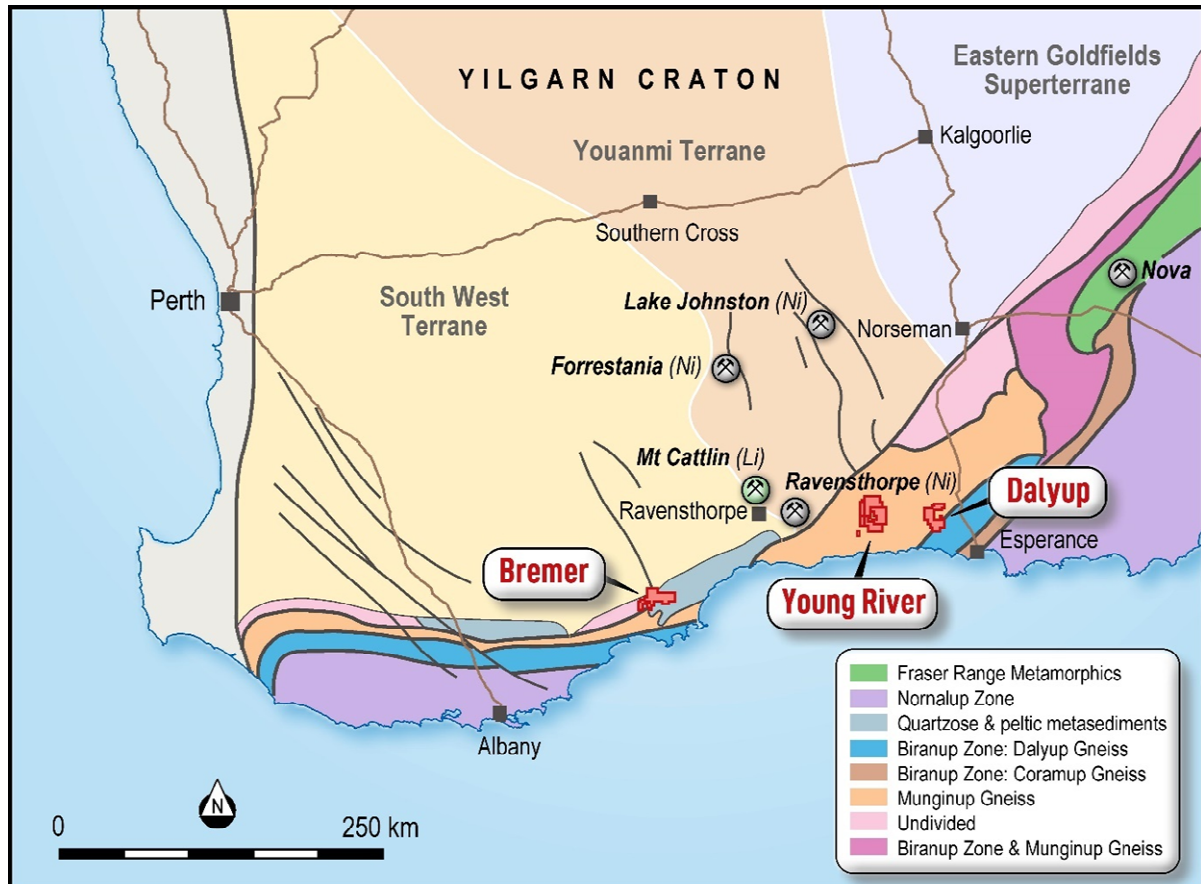 YILGARN CRATON
Eastern Goldfields
Superterrane
Kalgoorlie
Youanmi Terrane
Southern Cross
Nova
Perth
South West
Terrane
Lake Johnston (Ni)
Norseman
Forrestania (Ni)
Mt Cattlin (Li)
Ravensthorpe (Ni)
Ravensthorpe
Dalyup
Esperance
Bremer
Young River
Albany
Fraser Range Metamorphics
Nornalup Zone
Quartzose & peltic metasediments
Biranup Zone: Dalyup Gneiss
Biranup Zone: Coramup Gneiss
Munginup Gneiss
Undivided
Biranup Zone & Munginup Gneiss
N
0 250 km